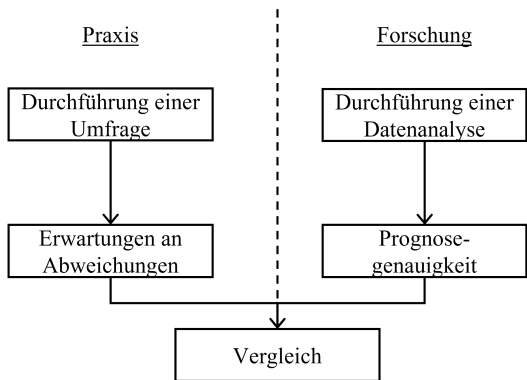 Praxis
Forschung
Durchführung einer
Umfrage
Durchführung einer
Datenanalyse
Erwartungen an
Abweichungen
Prognose-
genauigkeit
Vergleich